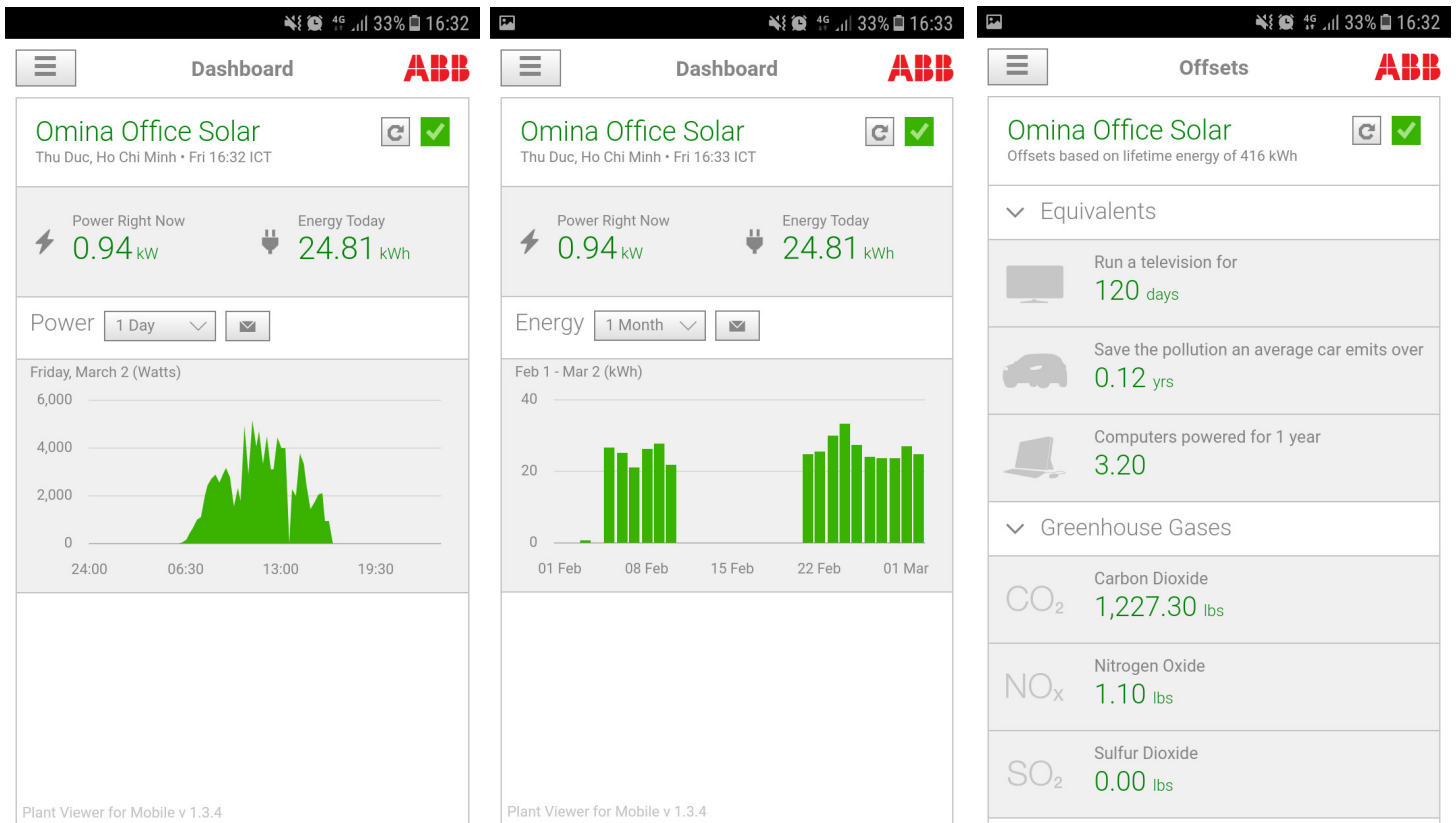 4G 33% 16:32
Dashboard
ABB
Omina Office Solar
Thu Duc, Ho Chi Minh • Fri 16:32 ICT
Power Right Now
0.94 kW
Energy Today
24.81 kWh
Power 1 Day
Friday, March 2 (Watts)
6,000
4,000
2,000
0
24:00 06:30 13:00 19:30
Plant Viewer for Mobile v 1.3.4
4G 33% 16:33
Dashboard
ABB
Omina Office Solar
Thu Duc, Ho Chi Minh • Fri 16:33 ICT
Power Right Now
0.94 kW
Energy Today
24.81 kWh
Energy 1 Month
Feb 1 - Mar 2 (kWh)
40
20
0
01 Feb 08 Feb 15 Feb 22 Feb 01 Mar
Plant Viewer for Mobile v 1.3.4
4G 33% 16:32
Offsets
ABB
Omina Office Solar
Offsets based on lifetime energy of 416 kWh
Equivalents
Run a television for
120 days
Save the pollution an average car emits over
0.12 yrs
Computers powered for 1 year
3.20
Greenhouse Gases
CO₂
Carbon Dioxide
1,227.30 lbs
NOₓ
Nitrogen Oxide
1.10 lbs
SO₂
Sulfur Dioxide
0.00 lbs